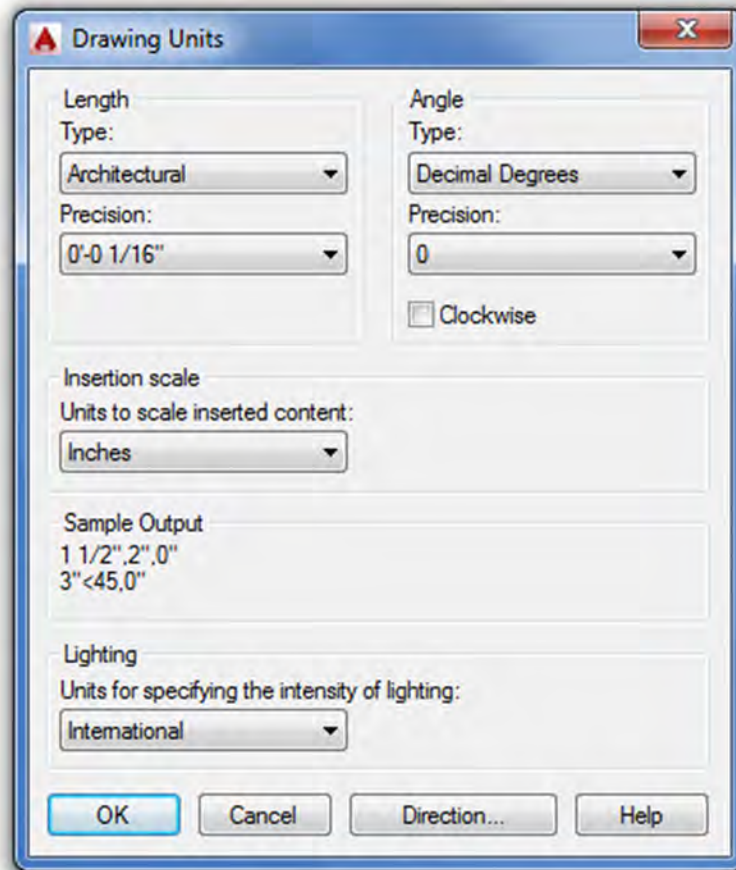 Drawing Units
Length
Type:
Architectural
Precision:
0'-0 1/16"
Angle
Type:
Decimal Degrees
Precision:
0
Clockwise
Insertion scale
Units to scale inserted content:
Inches
Sample Output
1 1/2",2",0"
3"<45,0"
Lighting
Units for specifying the intensity of lighting:
International
OK
Cancel
Direction...
Help